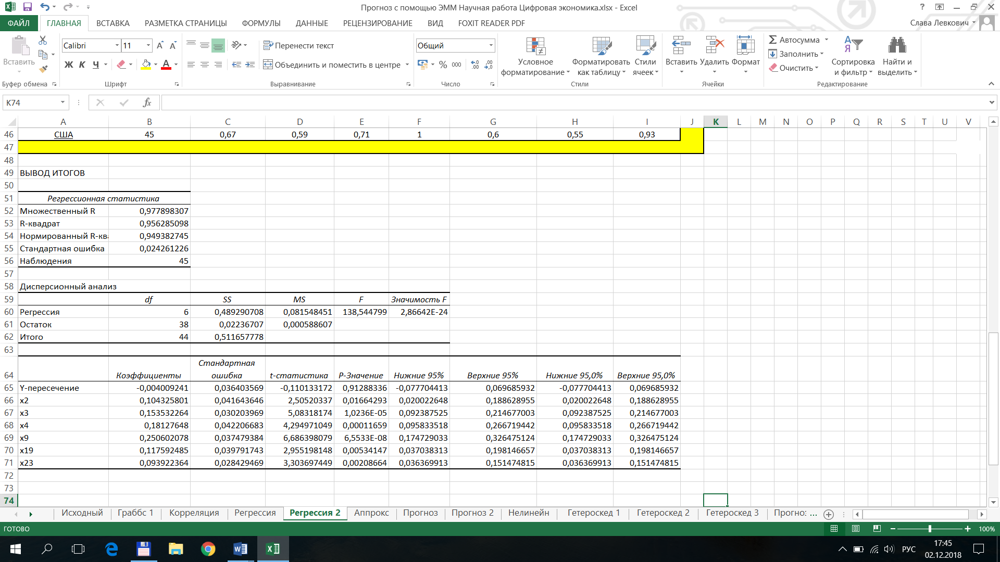 Прогноз с помощью ЭММ Научная работа Цифровая экономика.xlsx - Excel
ФАЙЛ ГЛАВНАЯ ВСТАВКА РАЗМЕТКА СТРАНИЦЫ ФОРМУЛЫ ДАННЫЕ РЕЦЕНЗИРОВАНИЕ ВИД FOXIT READER PDF Слава Левкович
Вставить
Буфер обмена
Calibri 11
Ж К Ч
Шрифт
Перенести текст
Объединить и поместить в центре
Выравнивание
Общий
% 000
Число
Условное форматирование
Форматировать как таблицу
Стили ячеек
Стили
Вставить Удалить Формат
Ячейки
Автосумма
Заполнить
Очистить
Сортировка и фильтр
Найти и выделить
Редактирование
K74
A B C D E F G H I J K L M N O P Q R S T U V
46 США 45 0,67 0,59 0,71 1 0,6 0,55 0,93
47
48
49 ВЫВОД ИТОГОВ
50
51 Регрессионная статистика
52 Множественный R 0,977898307
53 R-квадрат 0,956285098
54 Нормированный R-ква 0,949382745
55 Стандартная ошибка 0,024261226
56 Наблюдения 45
57
58 Дисперсионный анализ
59 df SS MS F Значимость F
60 Регрессия 6 0,489290708 0,081548451 138,544799 2,86642E-24
61 Остаток 38 0,02236707 0,000588607
62 Итого 44 0,511657778
63
64 Коэффициенты Стандартная ошибка t-статистика P-Значение Нижние 95% Верхние 95% Нижние 95,0% Верхние 95,0%
65 Y-пересечение -0,004009241 0,036403569 -0,110133172 0,91288336 -0,077704413 0,069685932 -0,077704413 0,069685932
66 x2 0,104325801 0,041643646 2,50520337 0,01664293 0,020022648 0,188628955 0,020022648 0,188628955
67 x3 0,153532264 0,030203969 5,08318174 1,0236E-05 0,092387525 0,214677003 0,092387525 0,214677003
68 x4 0,18127648 0,042206683 4,294971049 0,00011659 0,095833518 0,266719442 0,095833518 0,266719442
69 x9 0,250602078 0,037479384 6,686398079 6,5533E-08 0,174729033 0,326475124 0,174729033 0,326475124
70 x19 0,117592485 0,039791743 2,955198148 0,00534147 0,037038313 0,198146657 0,037038313 0,198146657
71 x23 0,093922364 0,028429469 3,303697449 0,00208664 0,036369913 0,151474815 0,036369913 0,151474815
72
73
74
Исходный Граббс 1 Корреляция Регрессия Регрессия 2 Аппрокс Прогноз Прогноз 2 Нелинейн Гетероскед 1 Гетероскед 2 Гетероскед 3 Прогноз ...
ГОТОВО 100%
РУС 17:45
02.12.2018